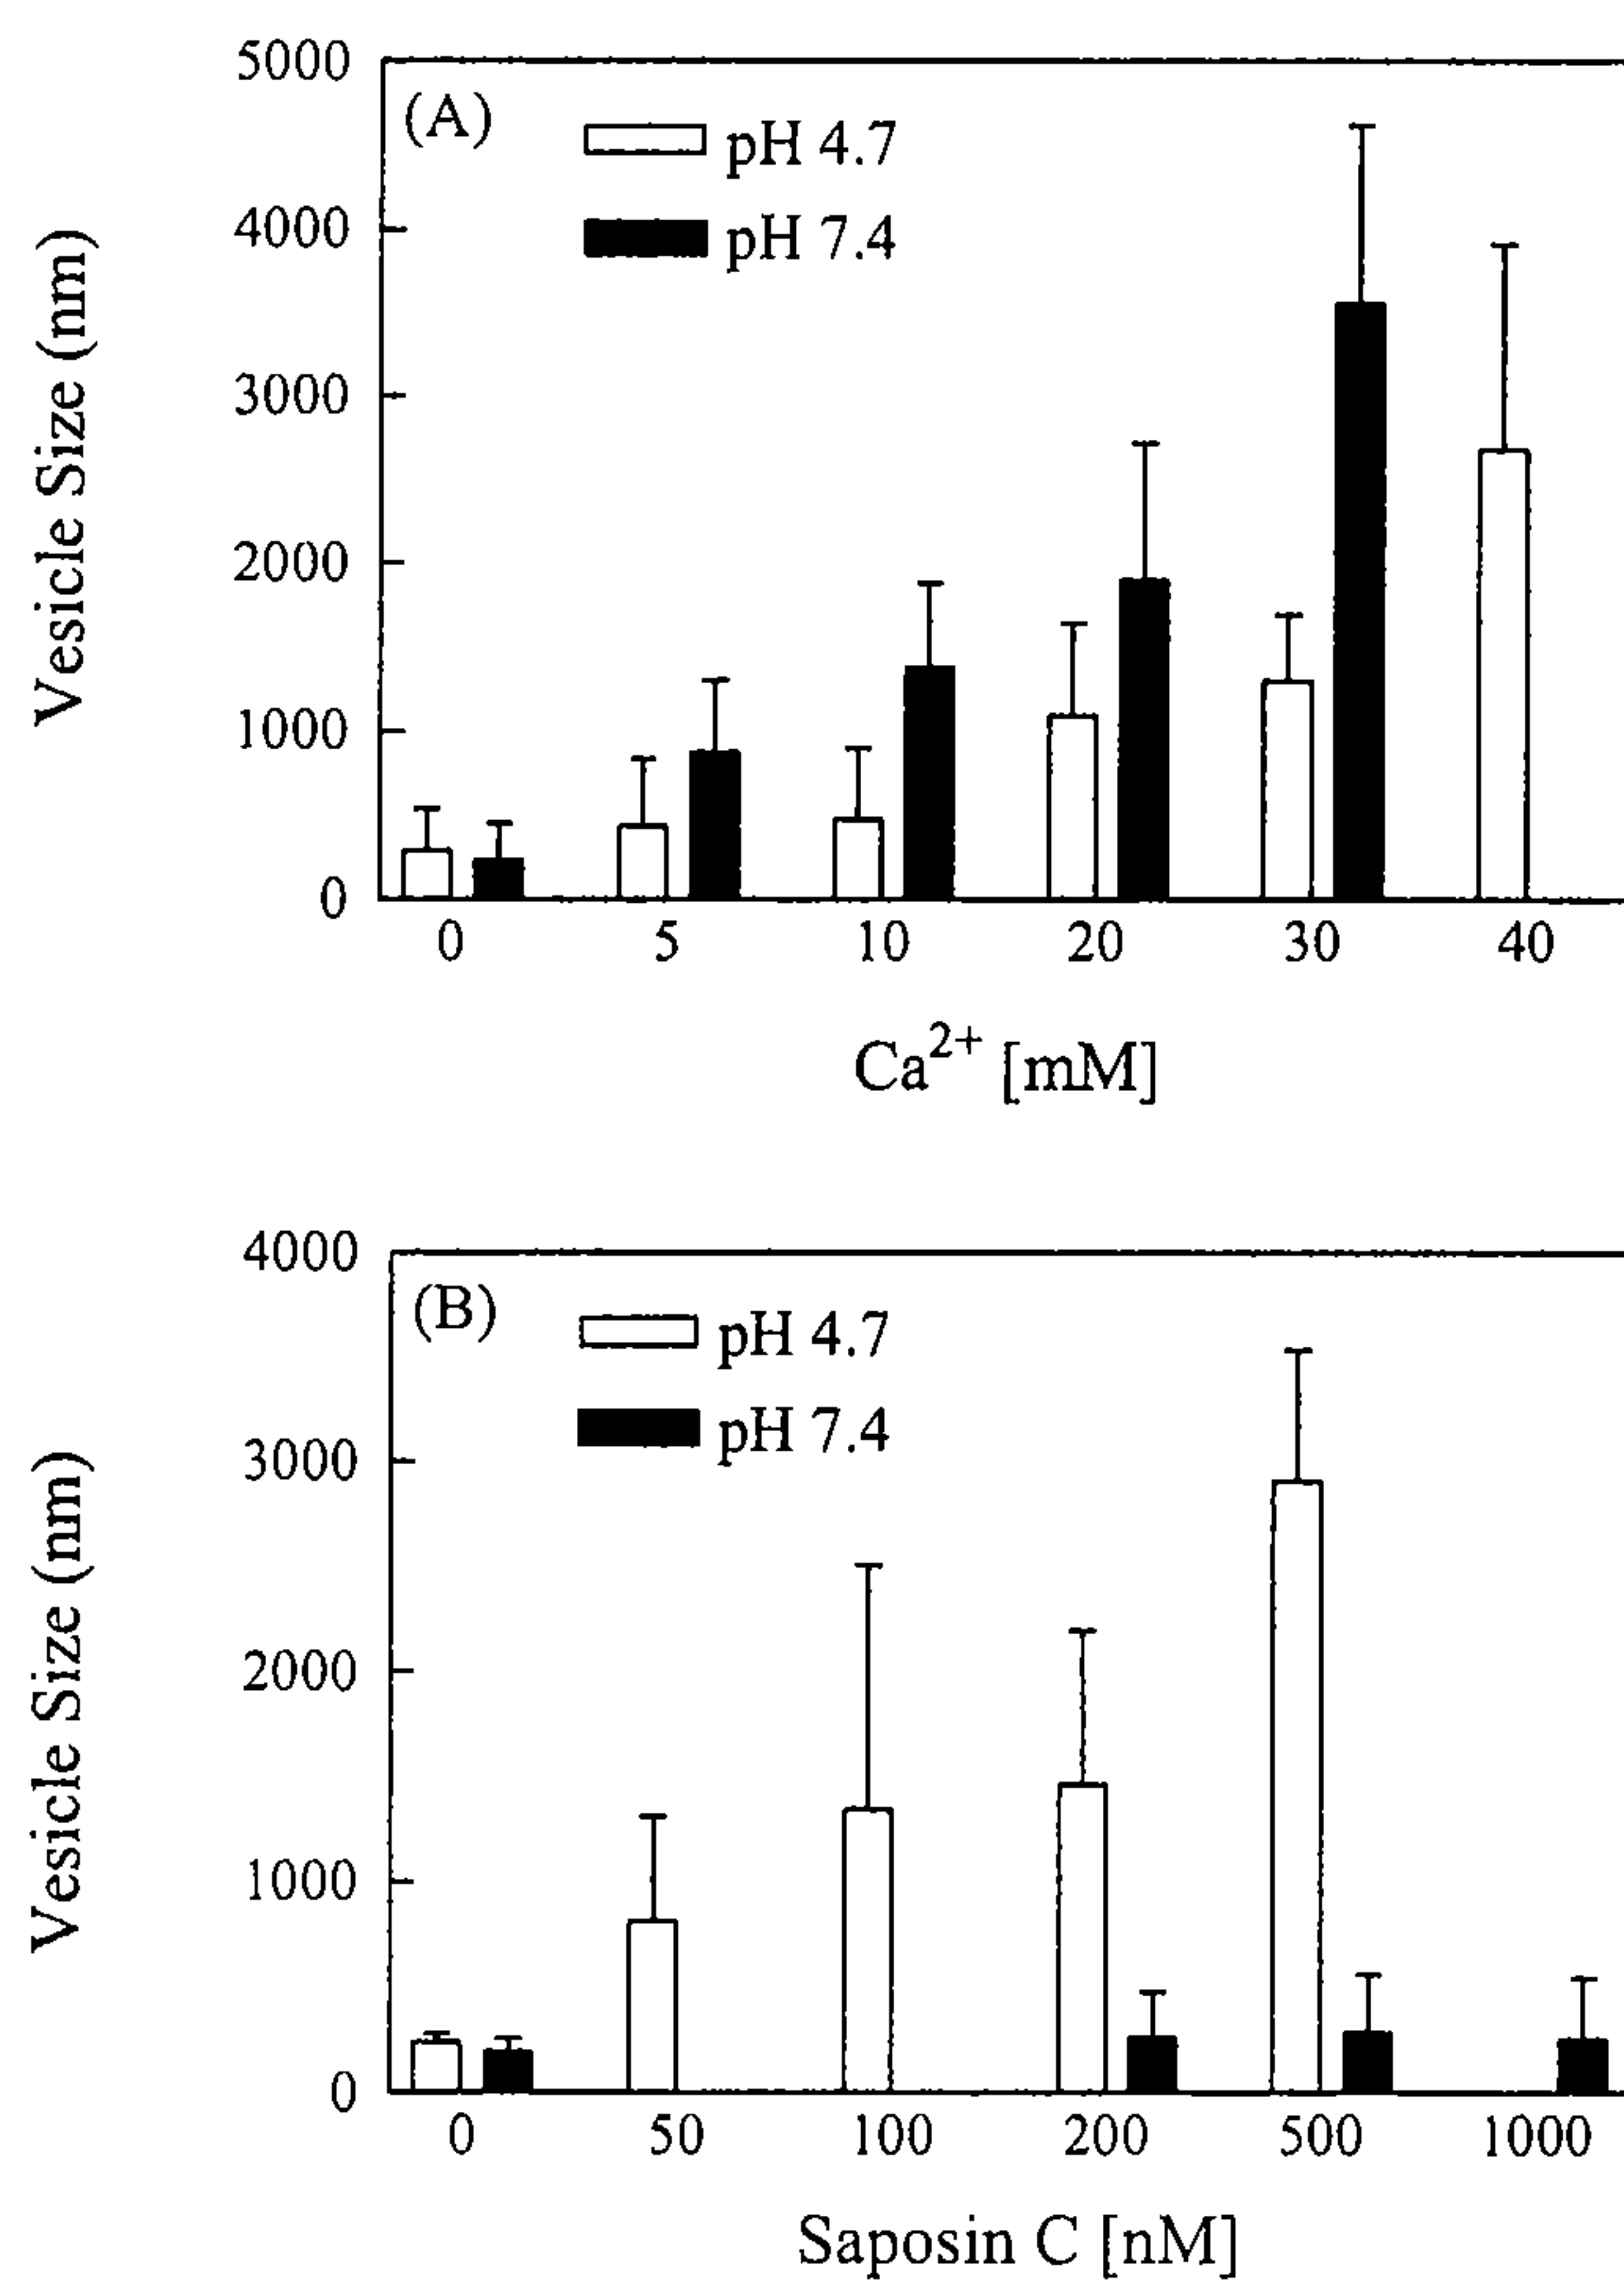 5000
(A)
pH 4.7
pH 7.4
4000
3000
2000
1000
0
Vesicle Size (nm)
0 5 10 20 30 40
Ca2+ [mM]
4000
(B)
pH 4.7
pH 7.4
3000
2000
1000
0
Vesicle Size (nm)
0 50 100 200 500 1000
Saposin C [nM]